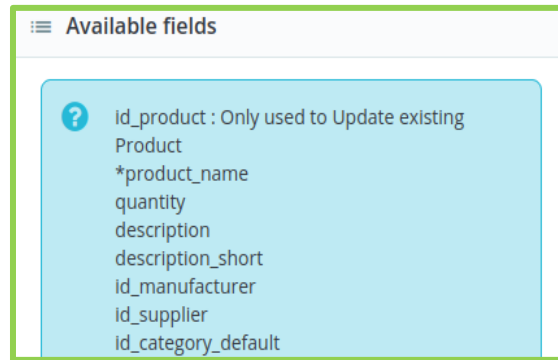 Available fields
id_product : Only used to Update existing
Product
*product_name
quantity
description
description_short
id_manufacturer
id_supplier
id_category_default